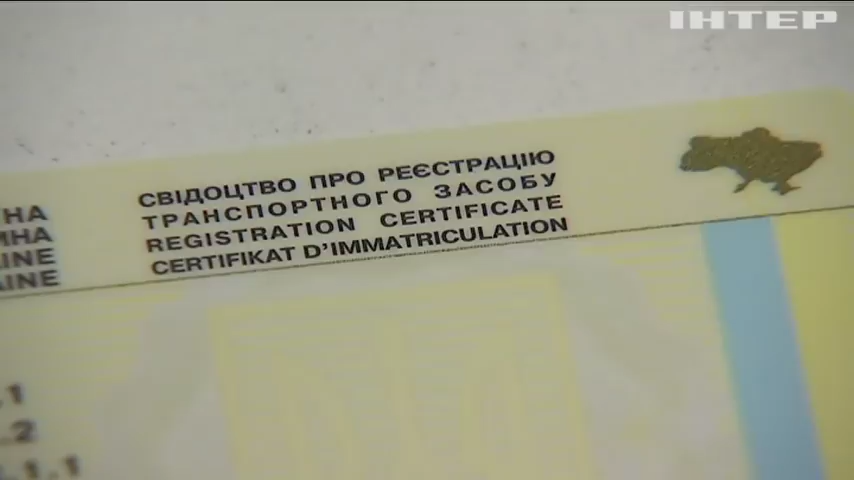 ІНТЕР
СВІДОЦТВО ПРО РЕЄСТРАЦІЮ
ТРАНСПОРТНОГО ЗАСОБУ
REGISTRATION CERTIFICATE
CERTIFIKAT D'IMMATRICULATION